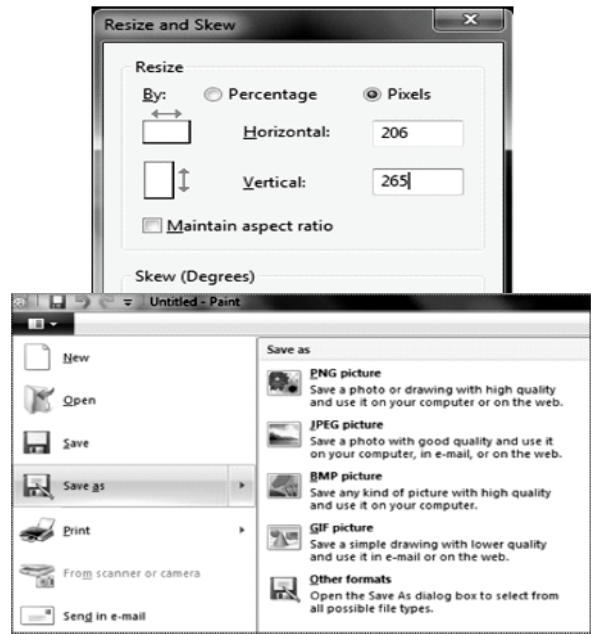 Resize and Skew
Resize
By: Percentage Pixels
Horizontal: 206
Vertical: 265
Maintain aspect ratio
Skew (Degrees)
Untitled - Paint
New
Open
Save
Save as
Print
From scanner or camera
Send in e-mail
Save as
PNG picture
Save a photo or drawing with high quality
and use it on your computer or on the web.
JPEG picture
Save a photo with good quality and use it
on your computer, in e-mail, or on the web.
BMP picture
Save any kind of picture with high quality
and use it on your computer.
GIF picture
Save a simple drawing with lower quality
and use it in e-mail or on the web.
Other formats
Open the Save As dialog box to select from
all possible file types.